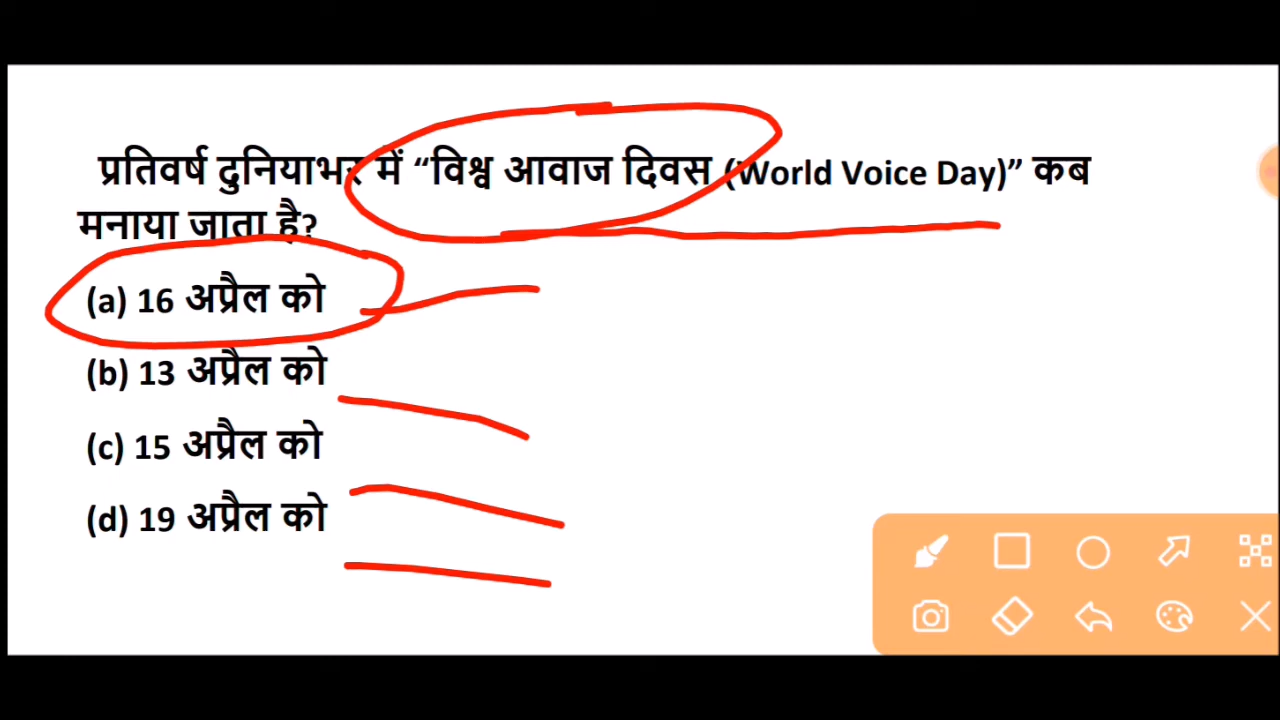 प्रतिवर्ष दुनियाभर में “विश्व आवाज दिवस (World Voice Day)” कब
मनाया जाता है?
(a) 16 अप्रैल को
(b) 13 अप्रैल को
(c) 15 अप्रैल को
(d) 19 अप्रैल को